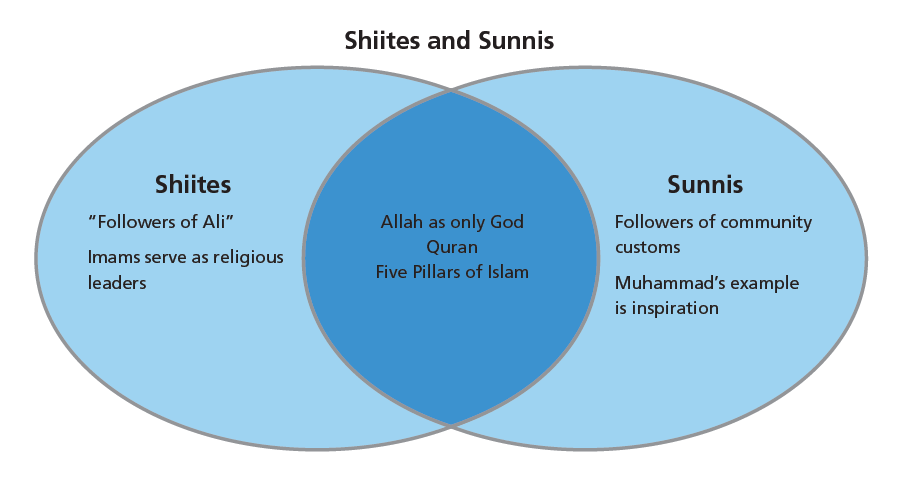 Shiites and Sunnis
Shiites
“Followers of Ali”
Imams serve as religious
leaders
Allah as only God
Quran
Five Pillars of Islam
Sunnis
Followers of community
customs
Muhammad’s example
is inspiration